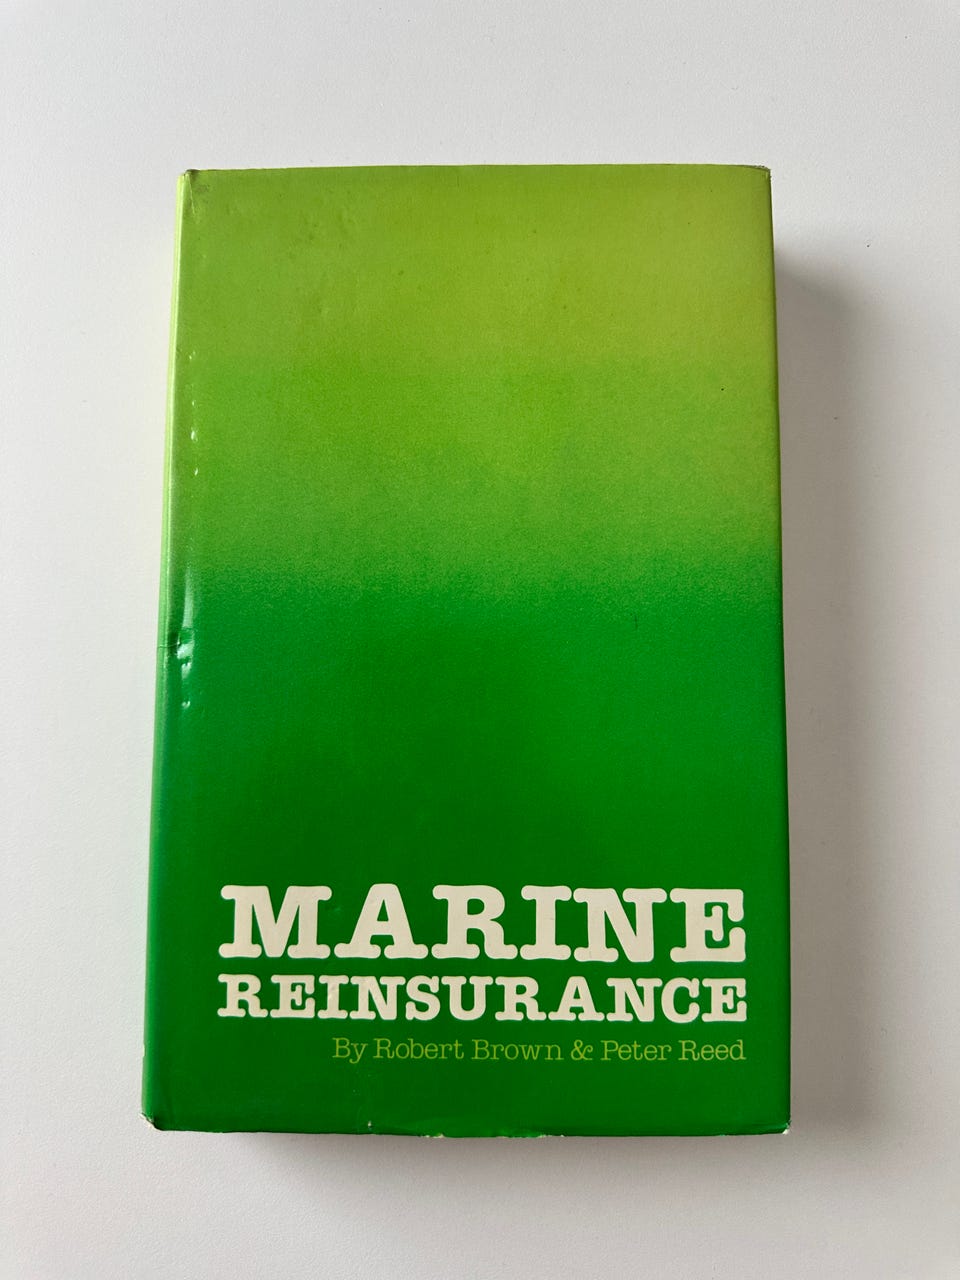 MARINE
REINSURANCE
By Robert Brown & Peter Reed